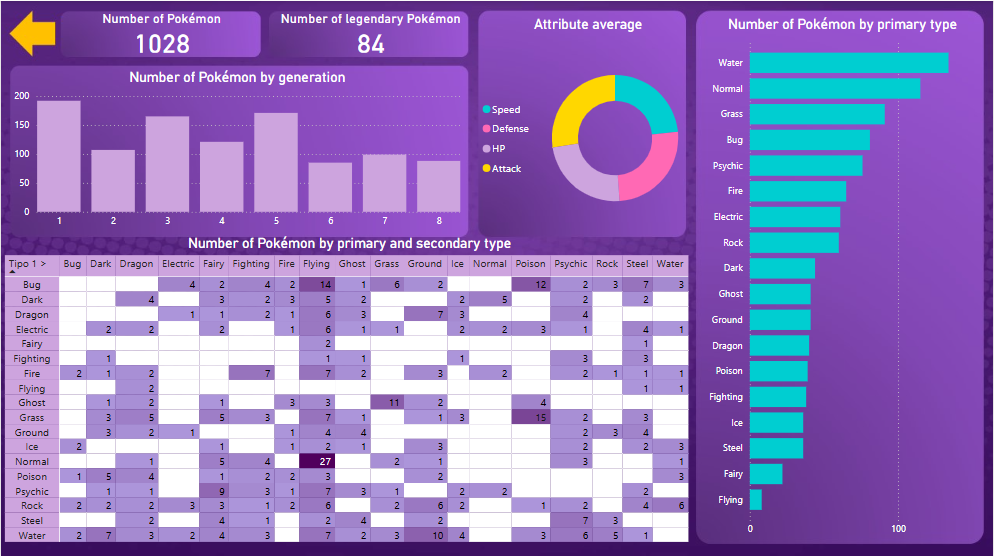 Number of Pokémon
1028
Number of legendary Pokémon
84
Number of Pokémon by generation
200
150
100
50
0
1 2 3 4 5 6 7 8
Attribute average
Speed
Defense
HP
Attack
Number of Pokémon by primary type
Water
Normal
Grass
Bug
Psychic
Fire
Electric
Rock
Dark
Ghost
Ground
Dragon
Poison
Fighting
Ice
Steel
Fairy
Flying
0 100
Number of Pokémon by primary and secondary type
Tipo 1 > Bug Dark Dragon Electric Fairy Fighting Fire Flying Ghost Grass Ground Ice Normal Poison Psychic Rock Steel Water
Bug 4 2 4 2 14 1 6 2 12 2 3 7 3
Dark 4 3 2 3 5 2 2 5 2 2
Dragon 1 1 2 1 6 3 7 3 4
Electric 2 2 2 1 6 1 1 2 2 3 1 4 1
Fairy 2 1
Fighting 1 1 1 1 3 3
Fire 2 1 2 7 7 2 3 2 2 1 1 1
Flying 2 1 1
Ghost 1 2 1 3 3 11 2 4
Grass 3 5 5 3 7 1 1 3 15 2 3
Ground 3 2 1 1 4 4 2 3 4
Ice 2 1 1 2 1 3 2 2 3
Normal 1 5 4 27 2 1 3 1
Poison 1 5 4 1 2 2 3 2 3
Psychic 1 1 9 3 1 7 3 1 2 2 2
Rock 2 2 2 3 3 1 2 6 2 6 2 1 2 4 6
Steel 2 4 1 2 4 2 7 3
Water 2 7 3 2 4 3 7 2 3 10 4 3 6 5 1